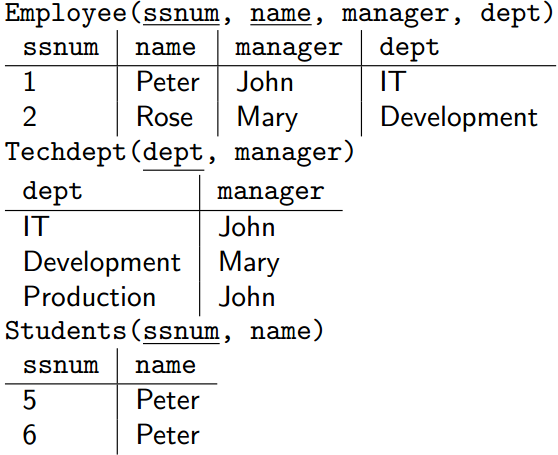 Employee(ssnum, name, manager, dept)
ssnum name manager dept
1 Peter John IT
2 Rose Mary Development
Techdept(dept, manager)
dept manager
IT John
Development Mary
Production John
Students(ssnum, name)
ssnum name
5 Peter
6 Peter